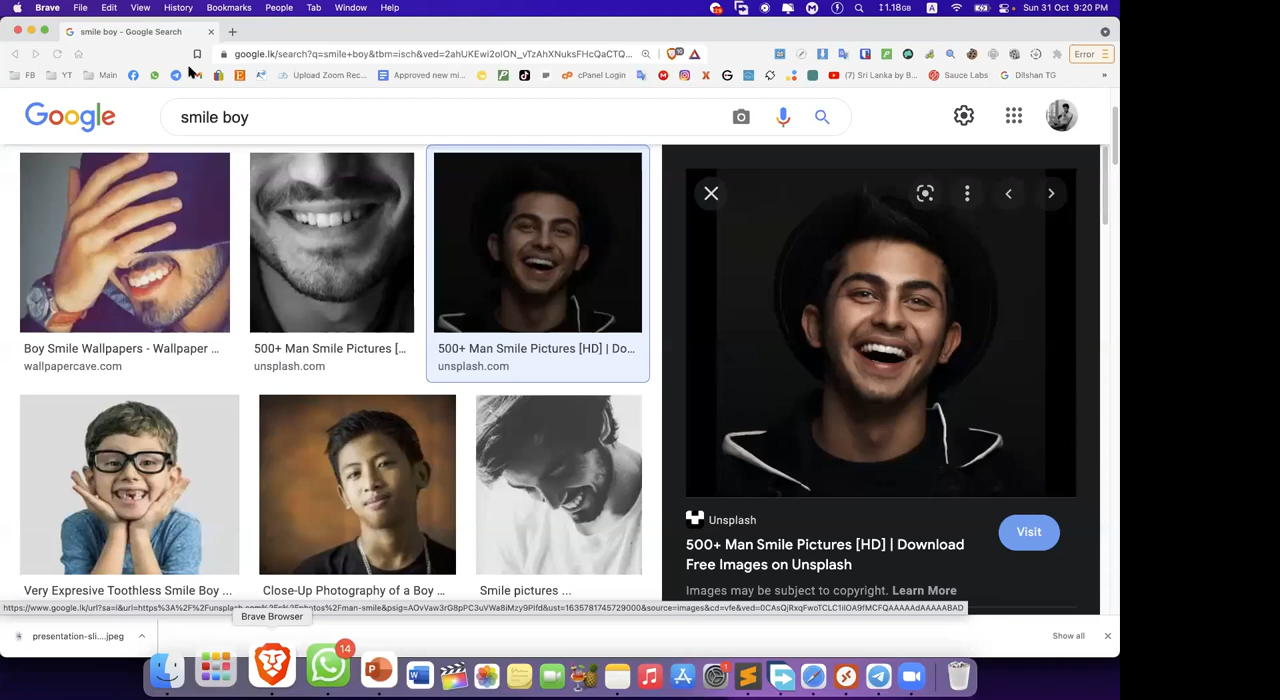 Brave File Edit View History Bookmarks People Tab Window Help 1.18GB A Sun 31 Oct 9:20 PM
smile boy - Google Search
google.lk/search?q=smile+boy&tbm=isch&ved=2ahUKEwi2oION_vTzAhXNuksFHcQaCTQ... Error
FB YT Main Upload Zoom Rec... Approved new mi... cPanel Login (7) Sri Lanka by B... Sauce Labs Dilshan TG »
Google smile boy
Boy Smile Wallpapers - Wallpaper ...
wallpapercave.com
500+ Man Smile Pictures [...
unsplash.com
500+ Man Smile Pictures [HD] | Do...
unsplash.com
Unsplash
Visit
500+ Man Smile Pictures [HD] | Download
Free Images on Unsplash
Images may be subject to copyright. Learn More
Very Expresive Toothless Smile Boy ...
Close-Up Photography of a Boy ...
Smile pictures ...
Brave Browser
presentation-sli....jpeg
Show all
14
1